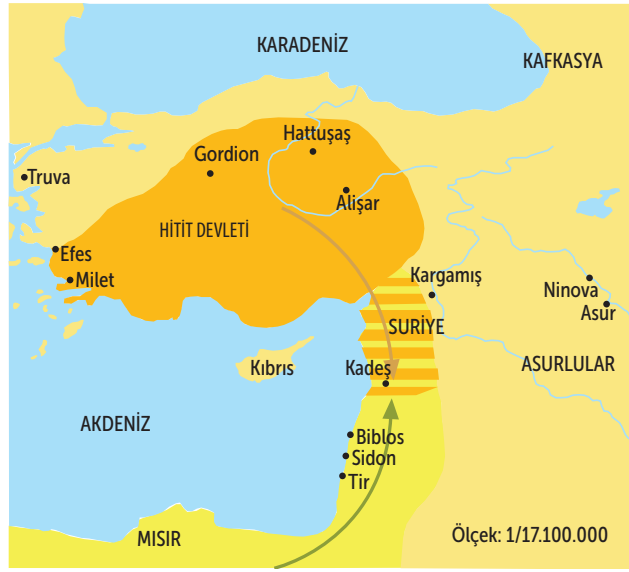 KARADENİZ
KAFKASYA
Hattuşaş
Gordion
Truva
Alişar
HİTİT DEVLETİ
Efes
Milet
Kargamış
Ninova
Asur
SURİYE
Kıbrıs
Kadeş
ASURLULAR
AKDENİZ
Biblos
Sidon
Tir
MISIR
Ölçek: 1/17.100.000